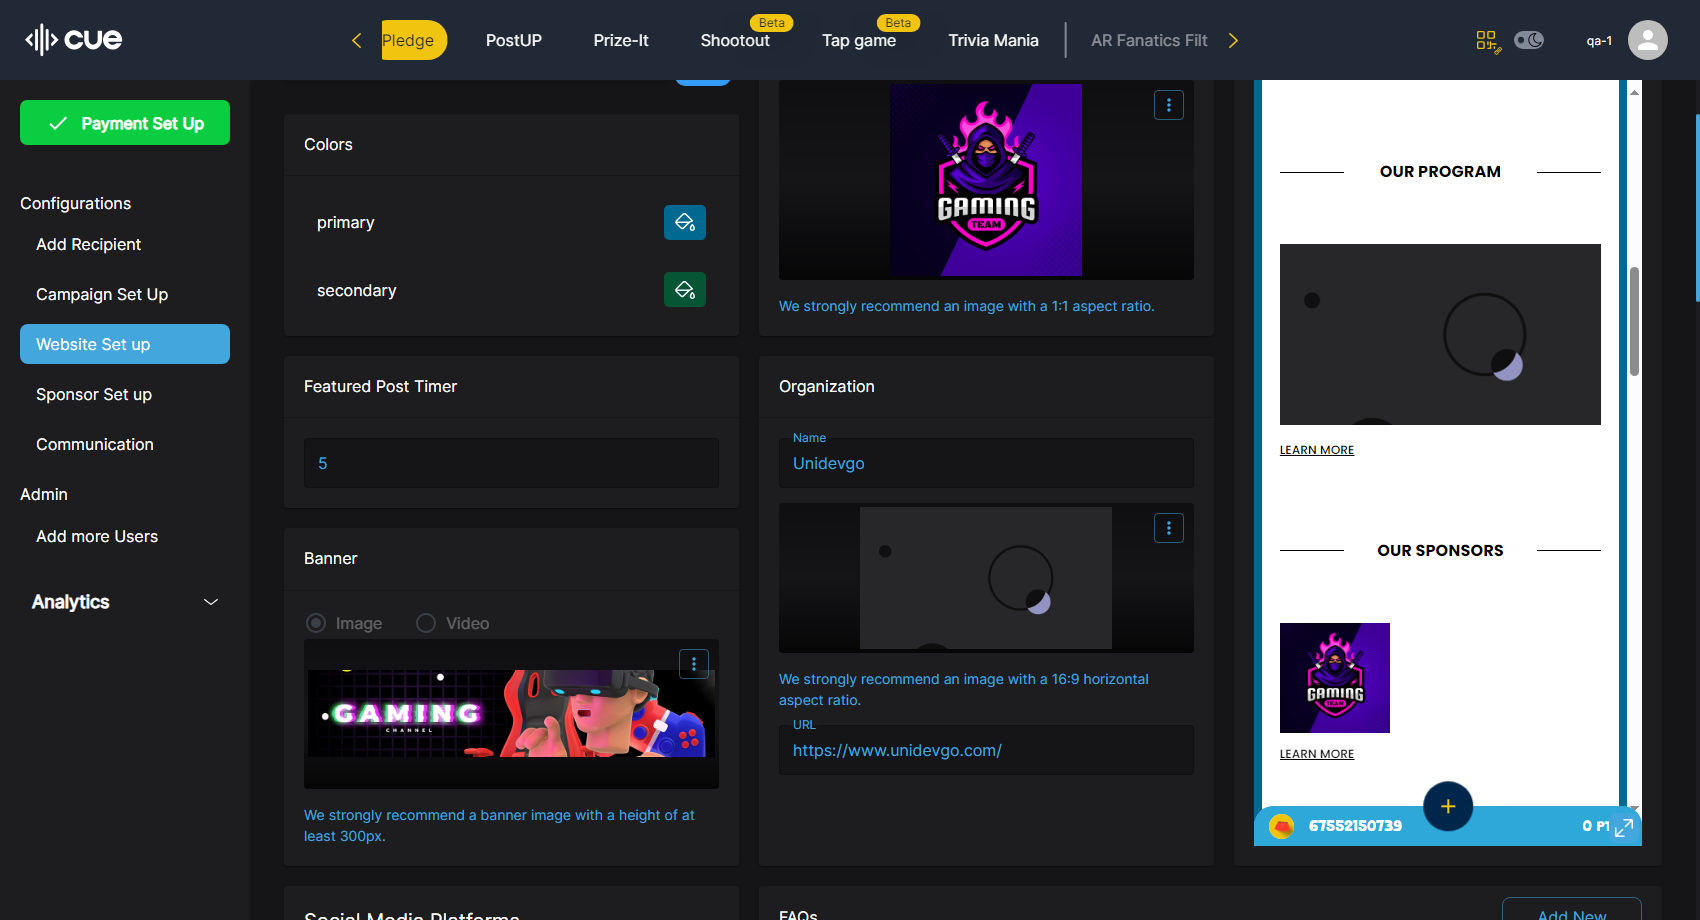 cue
Pledge
PostUP
Prize-It
Beta
Shootout
Beta
Tap game
Trivia Mania
AR Fanatics Filt
qa-1
Payment Set Up
Configurations
Add Recipient
Campaign Set Up
Website Set up
Sponsor Set up
Communication
Admin
Add more Users
Analytics
Colors
primary
secondary
Featured Post Timer
5
Banner
Image
Video
GAMING
CHANNEL
We strongly recommend a banner image with a height of at
least 300px.
Social Media Platforms
GAMING
TEAM
We strongly recommend an image with a 1:1 aspect ratio.
Organization
Name
Unidevgo
We strongly recommend an image with a 16:9 horizontal
aspect ratio.
URL
https://www.unidevgo.com/
FAQs
Add New
OUR PROGRAM
LEARN MORE
OUR SPONSORS
GAMING
TEAM
LEARN MORE
67552150739
0 PT